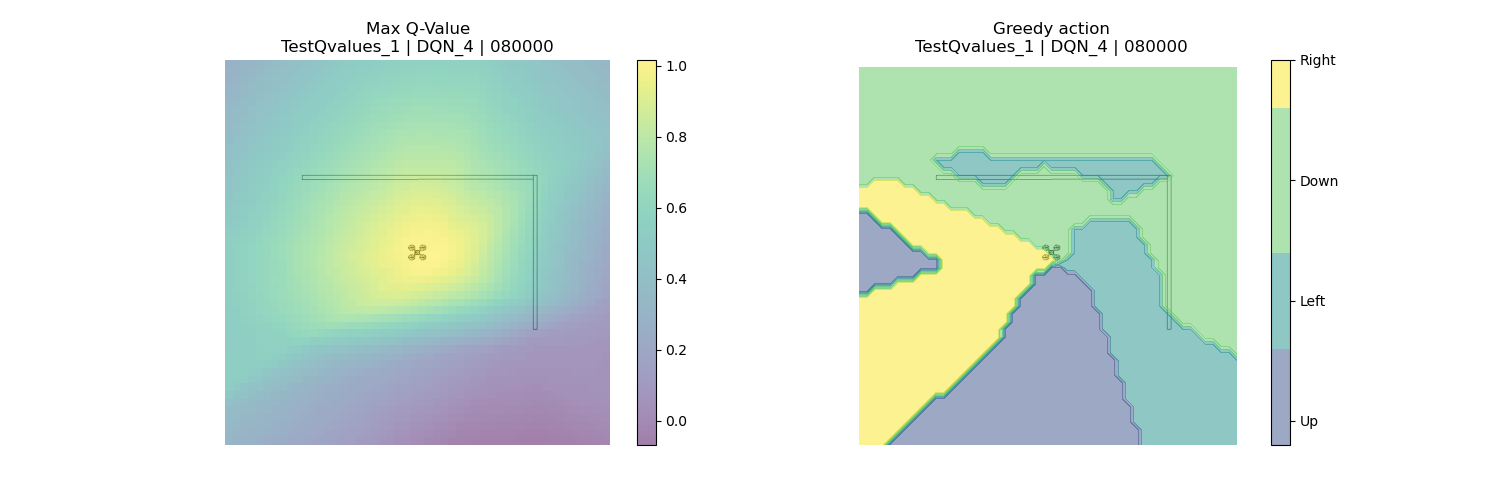 Max Q-Value
TestQvalues_1 | DQN_4 | 080000
1.0
0.8
0.6
0.4
0.2
0.0
Greedy action
TestQvalues_1 | DQN_4 | 080000
Right
Down
Left
Up